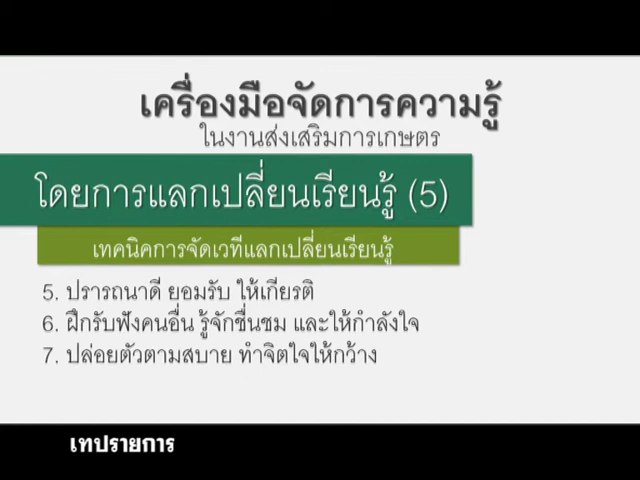 เครื่องมือจัดการความรู้
ในงานส่งเสริมการเกษตร
โดยการแลกเปลี่ยนเรียนรู้ (5)
เทคนิคการจัดเวทีแลกเปลี่ยนเรียนรู้
5. ปรารถนาดี ยอมรับ ให้เกียรติ
6. ฝึกรับฟังคนอื่น รู้จักชื่นชม และให้กำลังใจ
7. ปล่อยตัวตามสบาย ทำจิตใจให้กว้าง
เทปรายการ